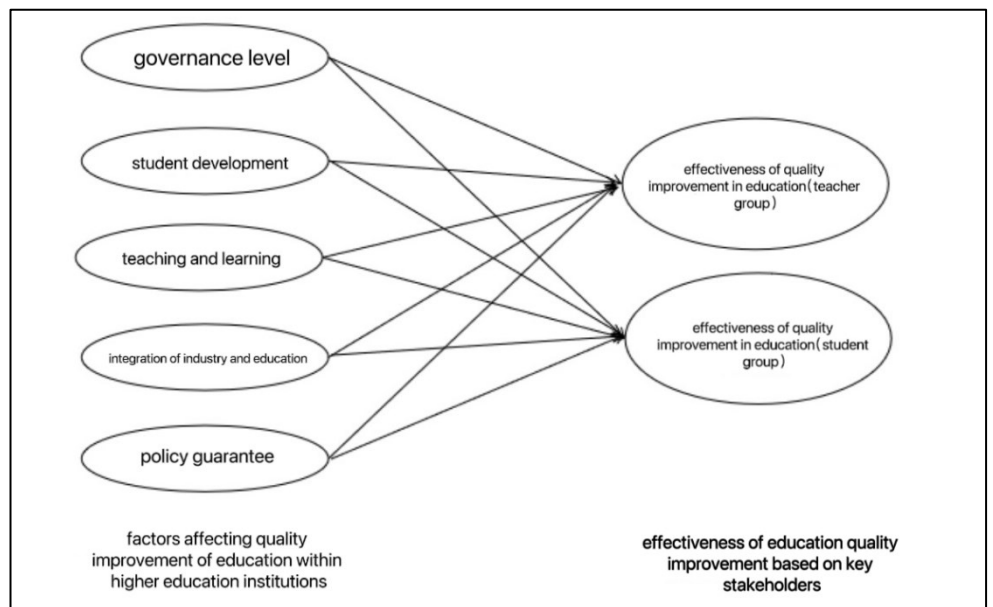 governance level
student development
teaching and learning
integration of industry and education
policy guarantee
factors affecting quality
improvement of education within
higher education institutions
effectiveness of quality
improvement in education(teacher
group)
effectiveness of quality
improvement in education(student
group)
effectiveness of education quality
improvement based on key
stakeholders